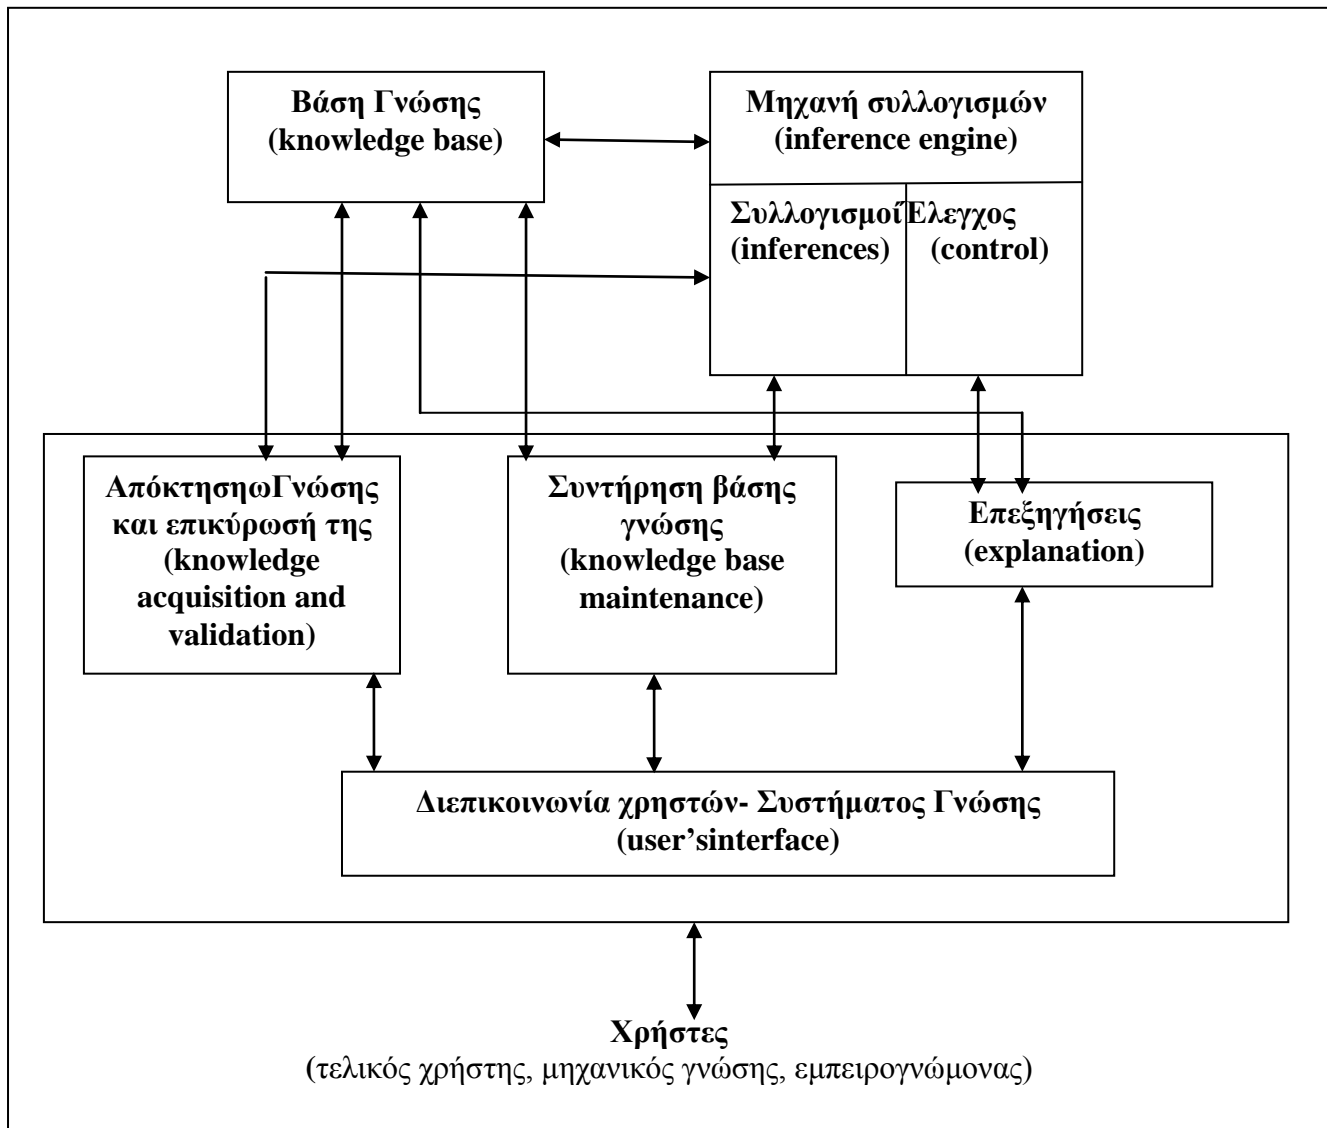 Βάση Γνώσης
(knowledge base)
Μηχανή συλλογισμών
(inference engine)
Συλλογισμοί
(inferences)
Έλεγχος
(control)
ΑπόκτησηωΓνώσης
και επικύρωσή της
(knowledge
acquisition and
validation)
Συντήρηση βάσης
γνώσης
(knowledge base
maintenance)
Επεξηγήσεις
(explanation)
Διεπικοινωνία χρηστών- Συστήματος Γνώσης
(user’sinterface)
Χρήστες
(τελικός χρήστης, μηχανικός γνώσης, εμπειρογνώμονας)